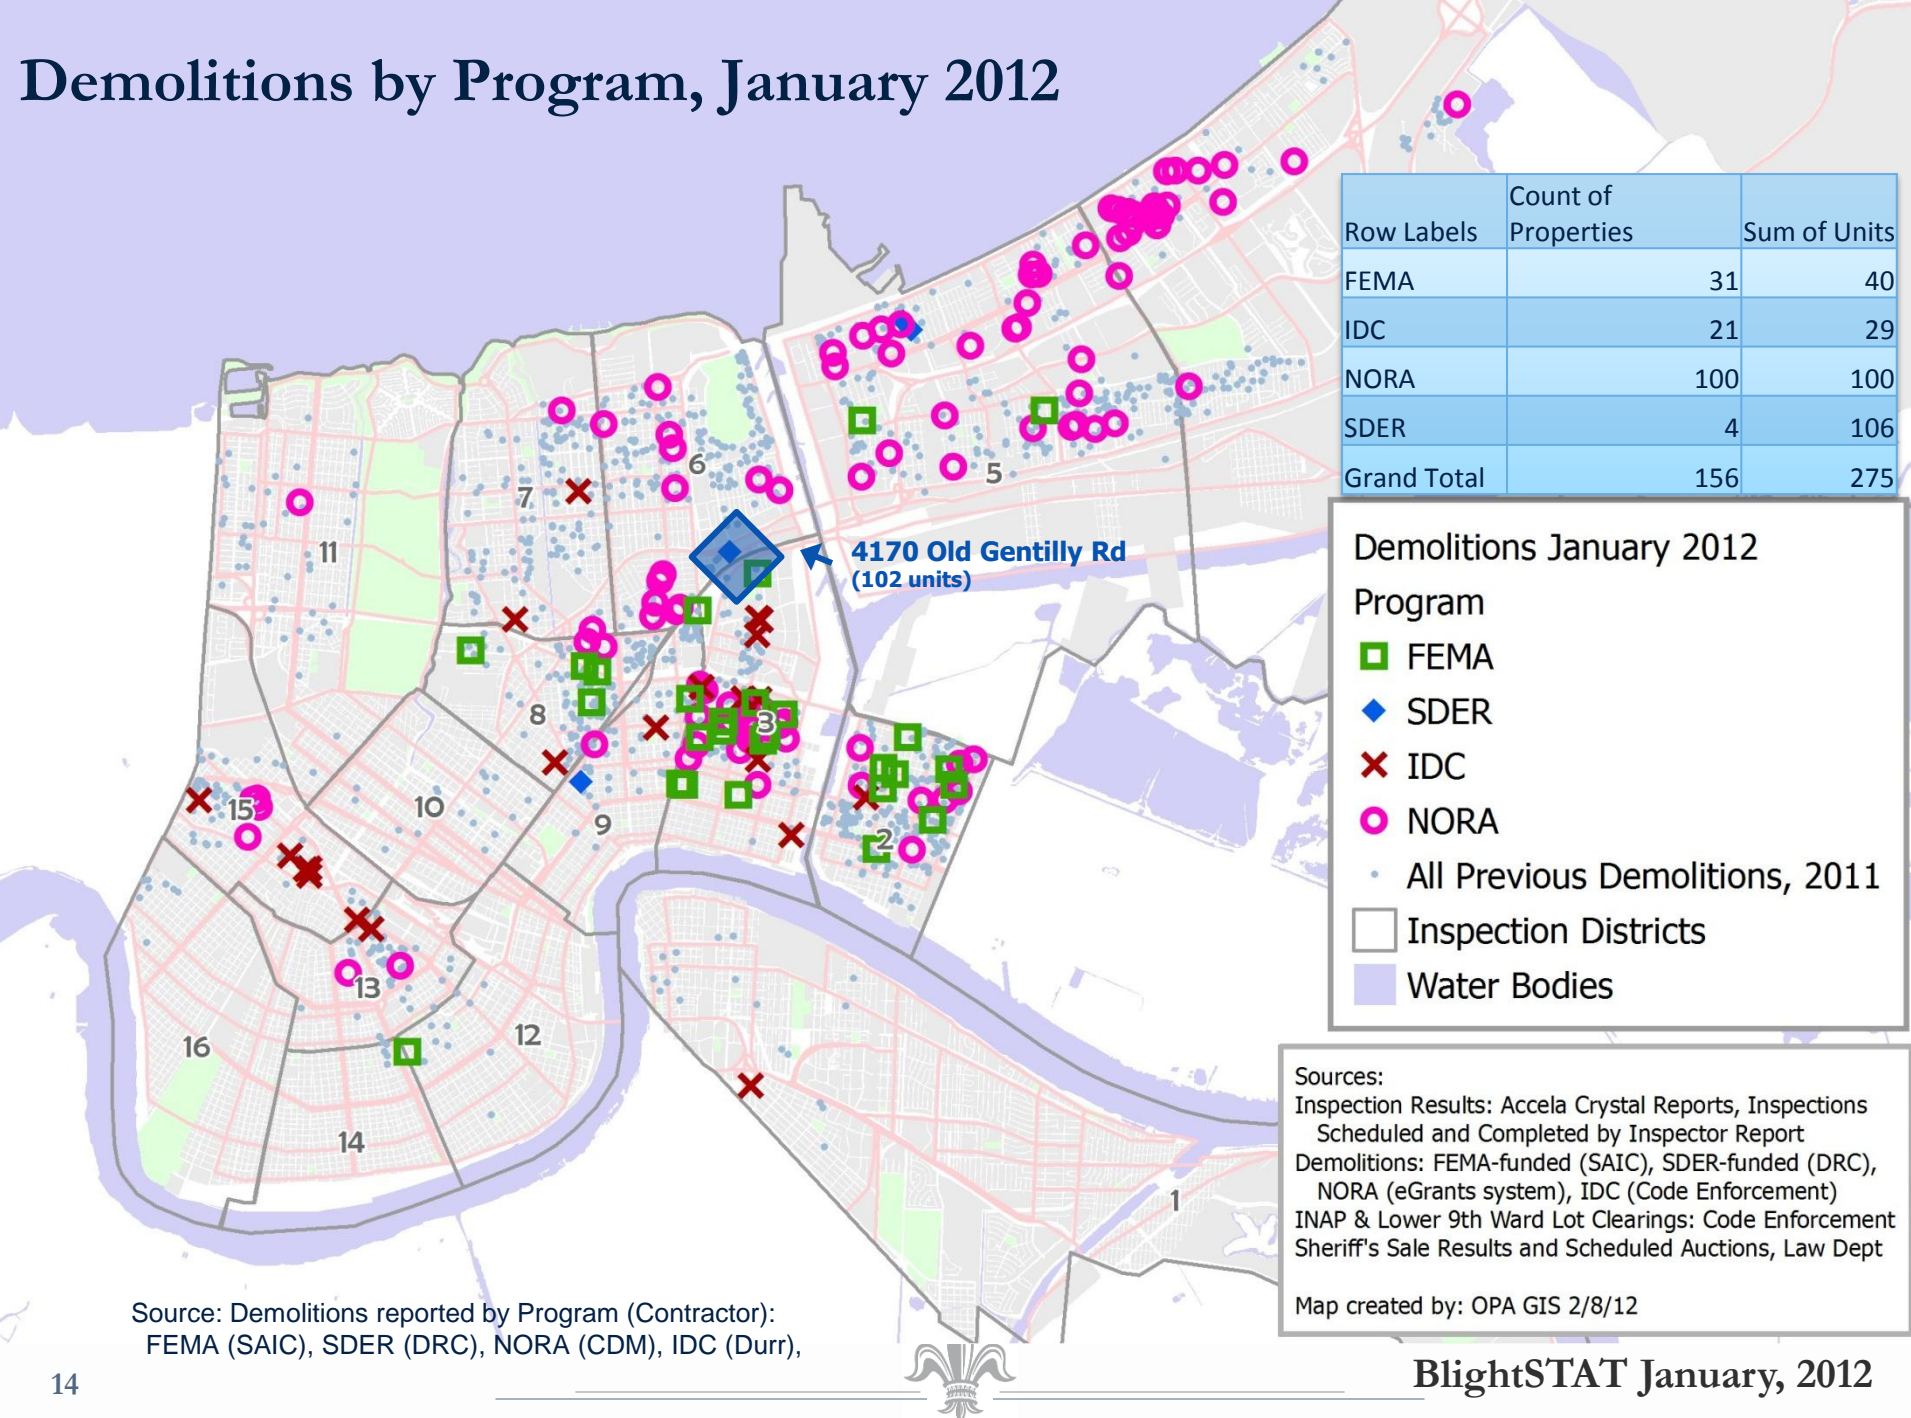 Demolitions by Program, January 2012
Row Labels Count of Properties Sum of Units
FEMA 31 40
IDC 21 29
NORA 100 100
SDER 4 106
Grand Total 156 275
6
5
7
11
4170 Old Gentilly Rd
(102 units)
8
3
15
10
9
2
13
16
12
14
1
Demolitions January 2012
Program
FEMA
SDER
IDC
NORA
All Previous Demolitions, 2011
Inspection Districts
Water Bodies
Sources:
Inspection Results: Accela Crystal Reports, Inspections
Scheduled and Completed by Inspector Report
Demolitions: FEMA-funded (SAIC), SDER-funded (DRC),
NORA (eGrants system), IDC (Code Enforcement)
INAP & Lower 9th Ward Lot Clearings: Code Enforcement
Sheriff's Sale Results and Scheduled Auctions, Law Dept
Map created by: OPA GIS 2/8/12
Source: Demolitions reported by Program (Contractor):
FEMA (SAIC), SDER (DRC), NORA (CDM), IDC (Durr),
14
BlightSTAT January, 2012